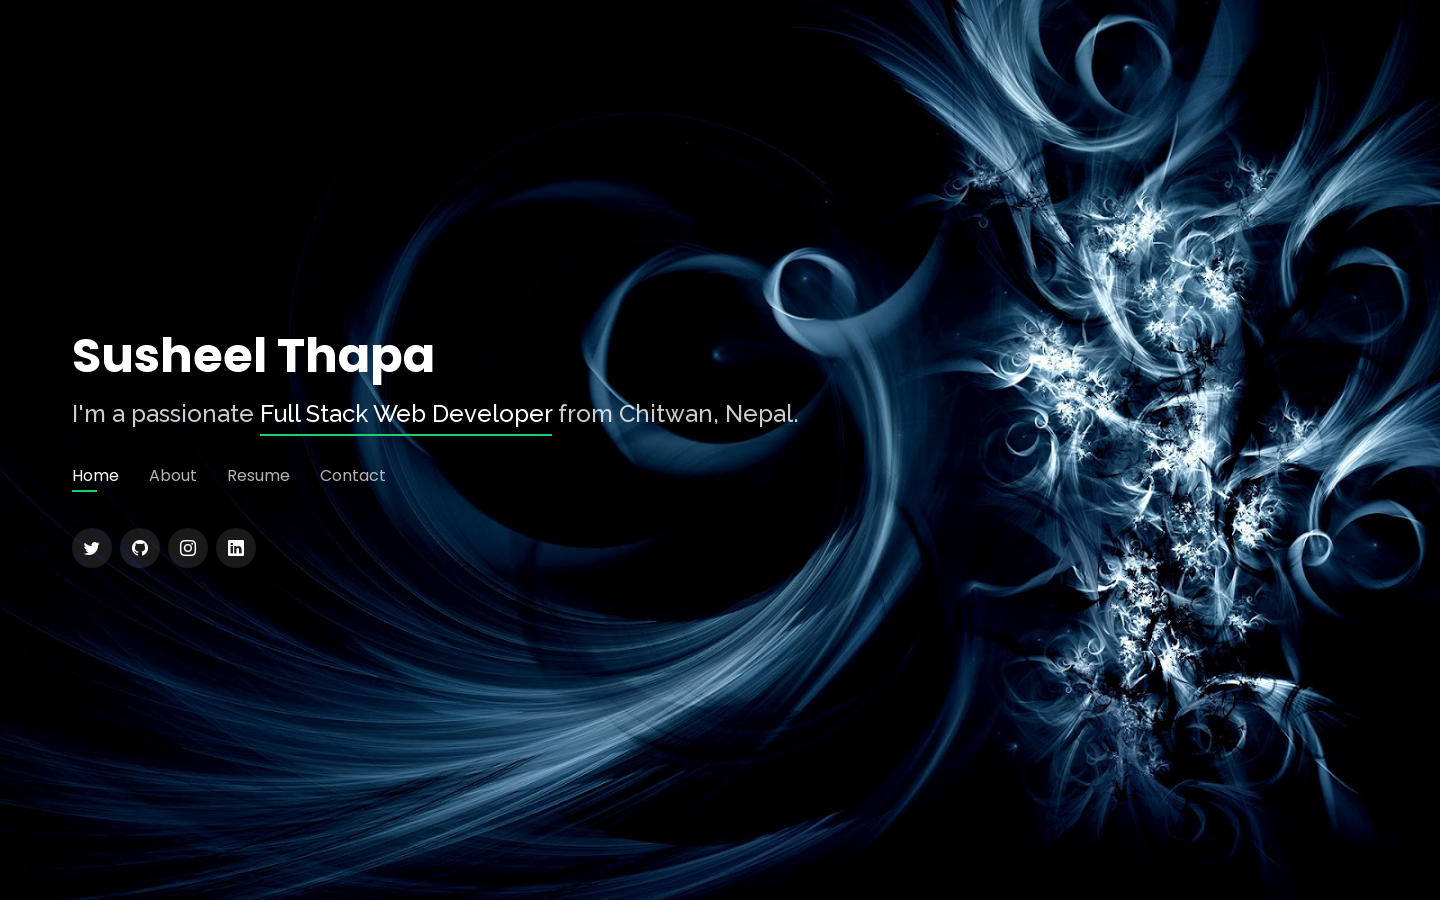 Susheel Thapa
I'm a passionate Full Stack Web Developer from Chitwan, Nepal.
Home About Resume Contact